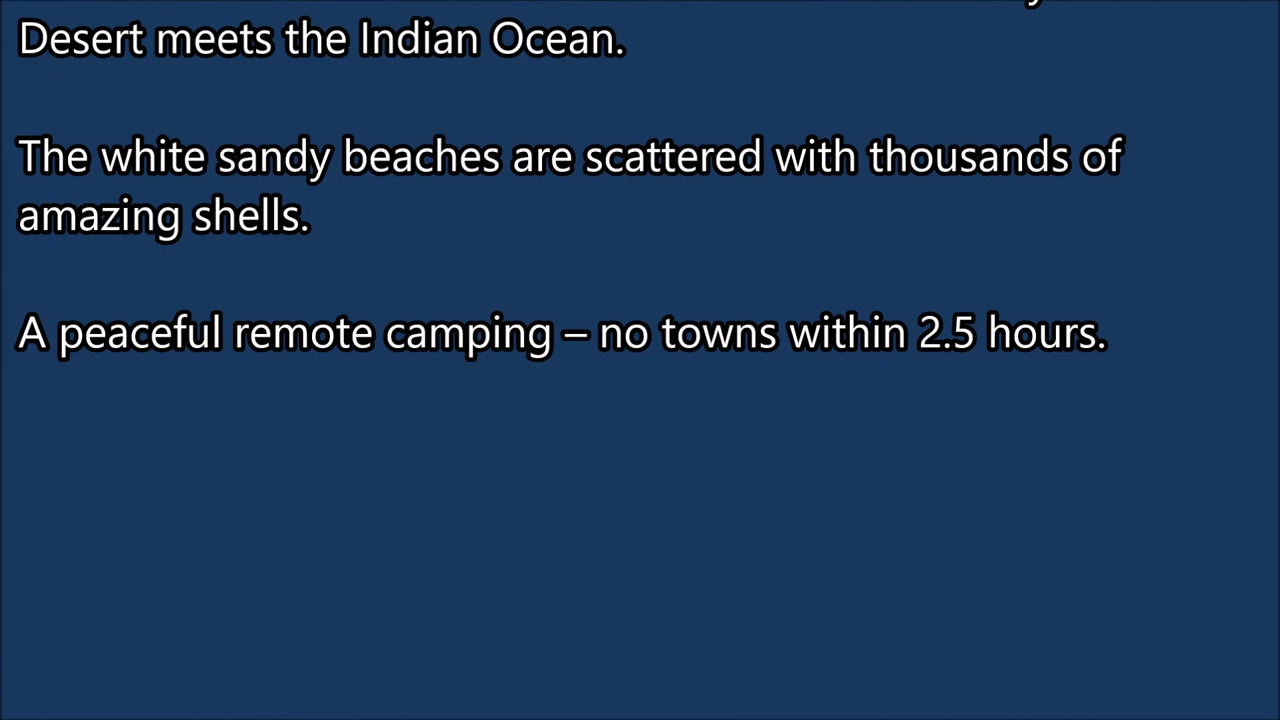 Desert meets the Indian Ocean.
The white sandy beaches are scattered with thousands of
amazing shells.
A peaceful remote camping – no towns within 2.5 hours.